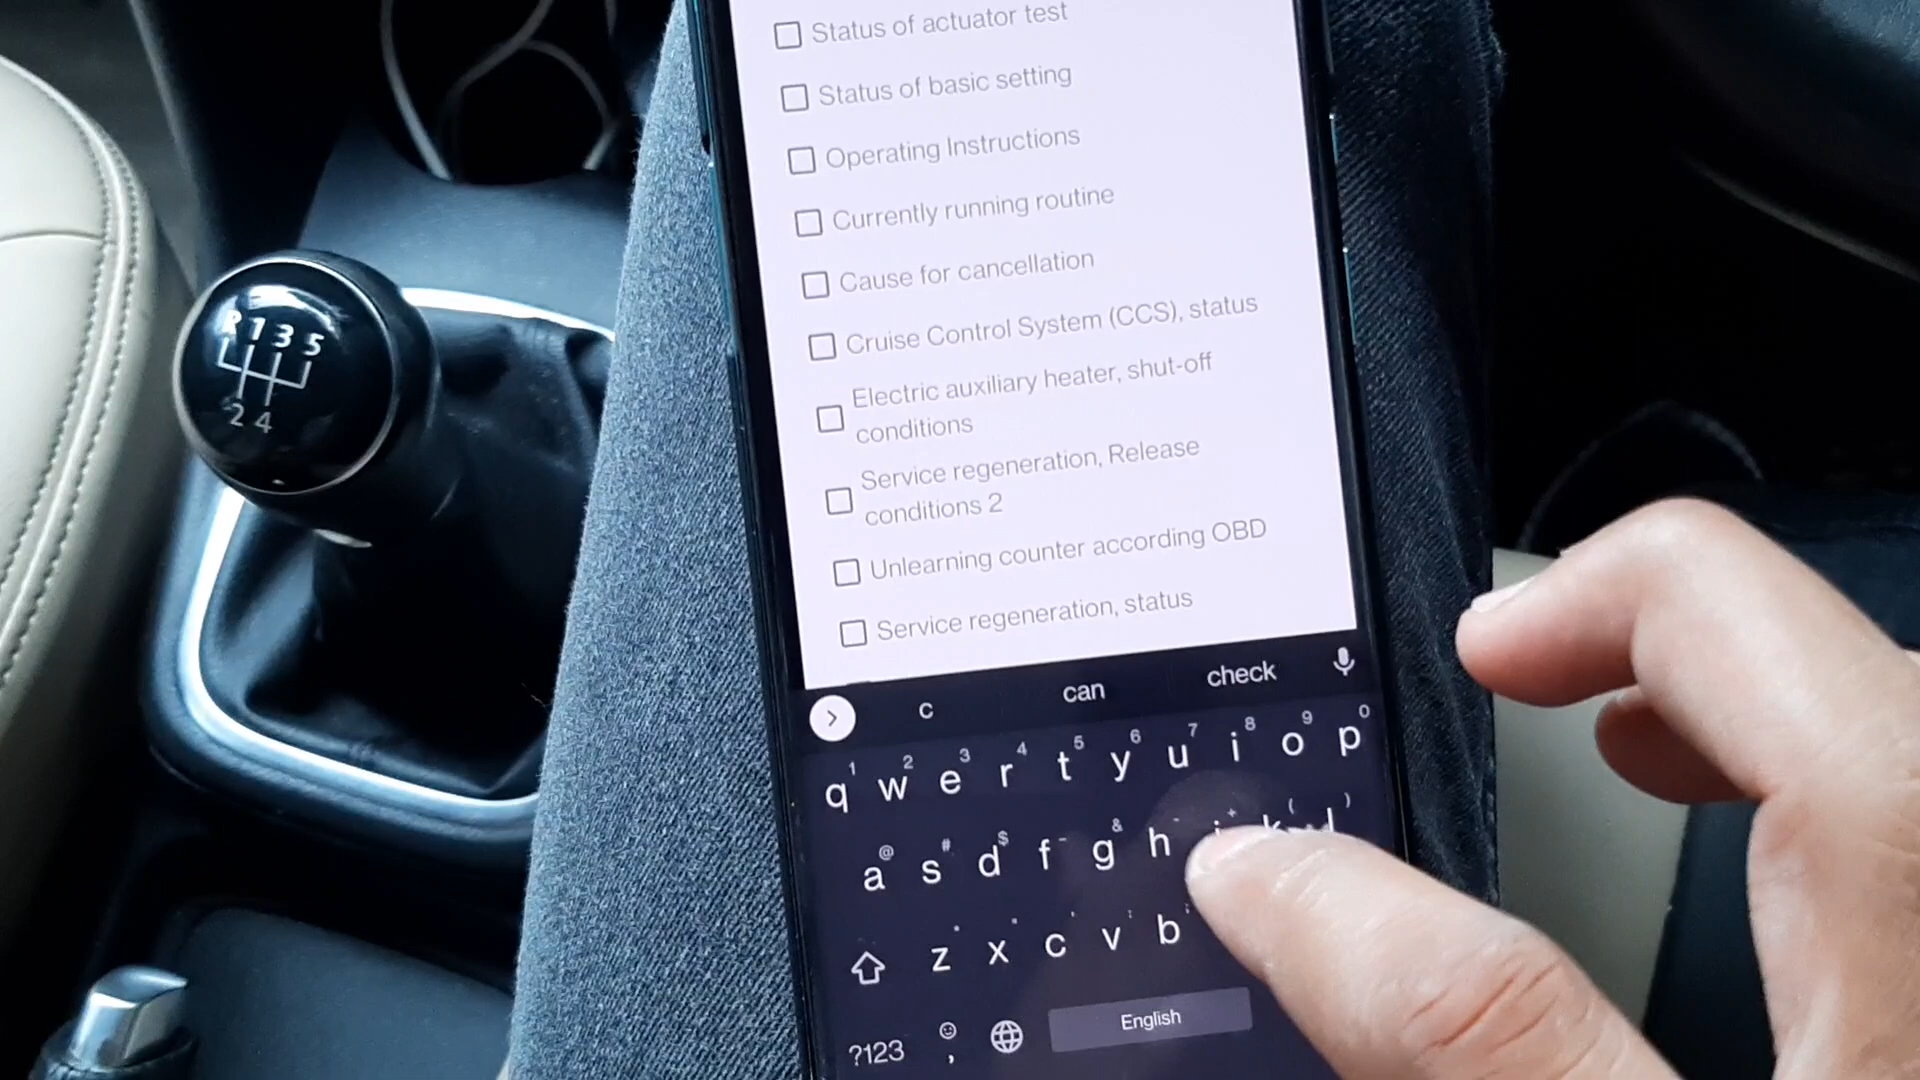 Status of actuator test
Status of basic setting
Operating Instructions
Currently running routine
Cause for cancellation
Cruise Control System (CCS), status
Electric auxiliary heater, shut-off
conditions
Service regeneration, Release
conditions 2
Unlearning counter according OBD
Service regeneration, status
R 1 3 5
2 4
c can check
1 2 3 4 5 6 7 8 9 0
q w e r t y u i o p
@ # $ - & - + ( )
a s d f g h j k l
z x c v b
?123 , English